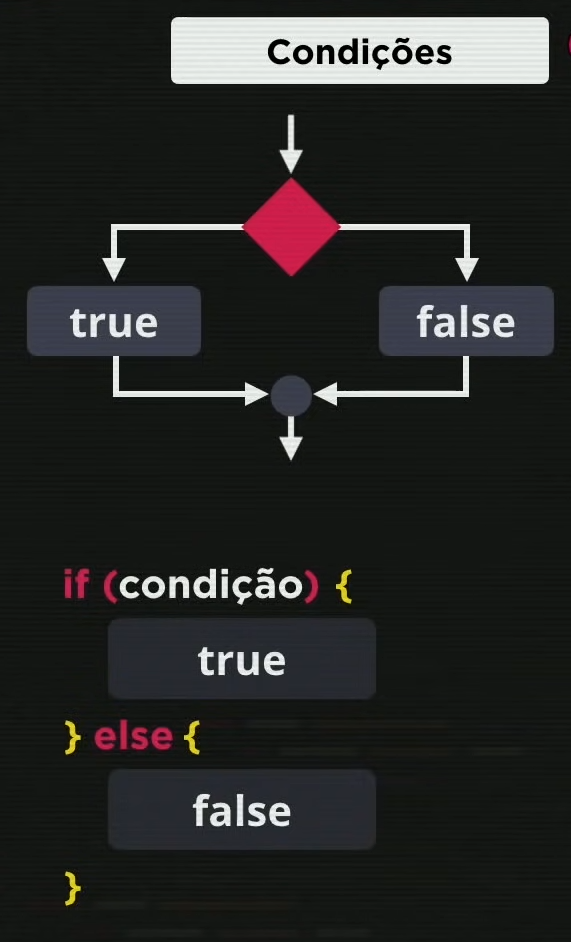 Condições
true false
if (condição) {
true
} else {
false
}